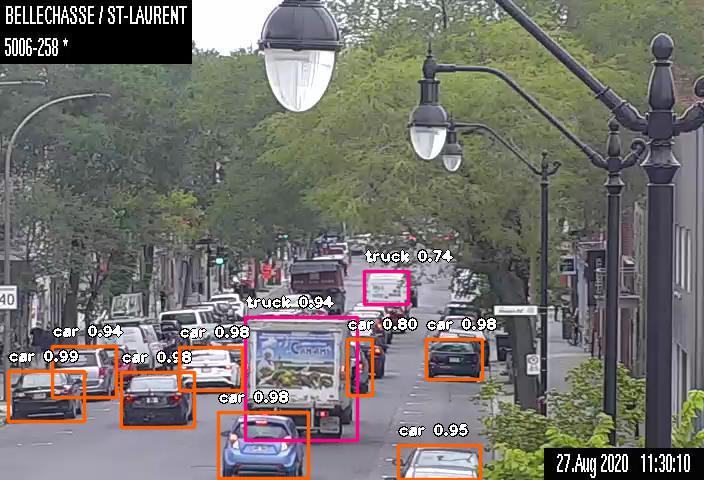 BELLECHASSE / ST-LAURENT
5006-258 *
truck 0.74
truck 0.94
car 0.94
car 0.98
car 0.80
car 0.98
car 0.99
car 0.98
40
car 0.98
car 0.95
27.Aug 2020 11:30:10